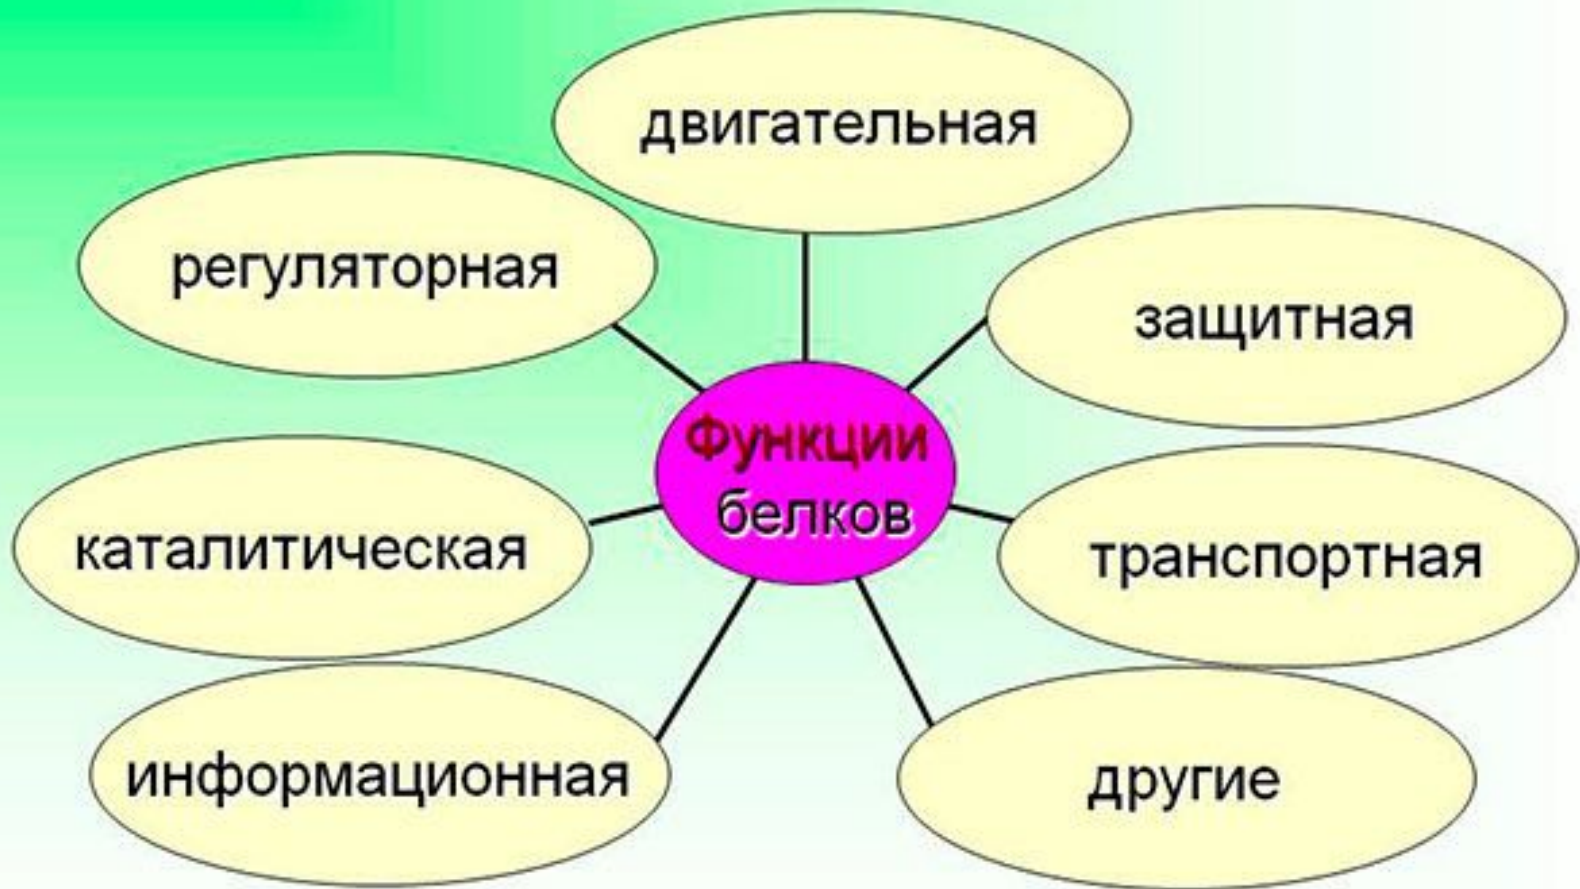 двигательная
регуляторная
защитная
Функции
белков
каталитическая
транспортная
информационная
другие